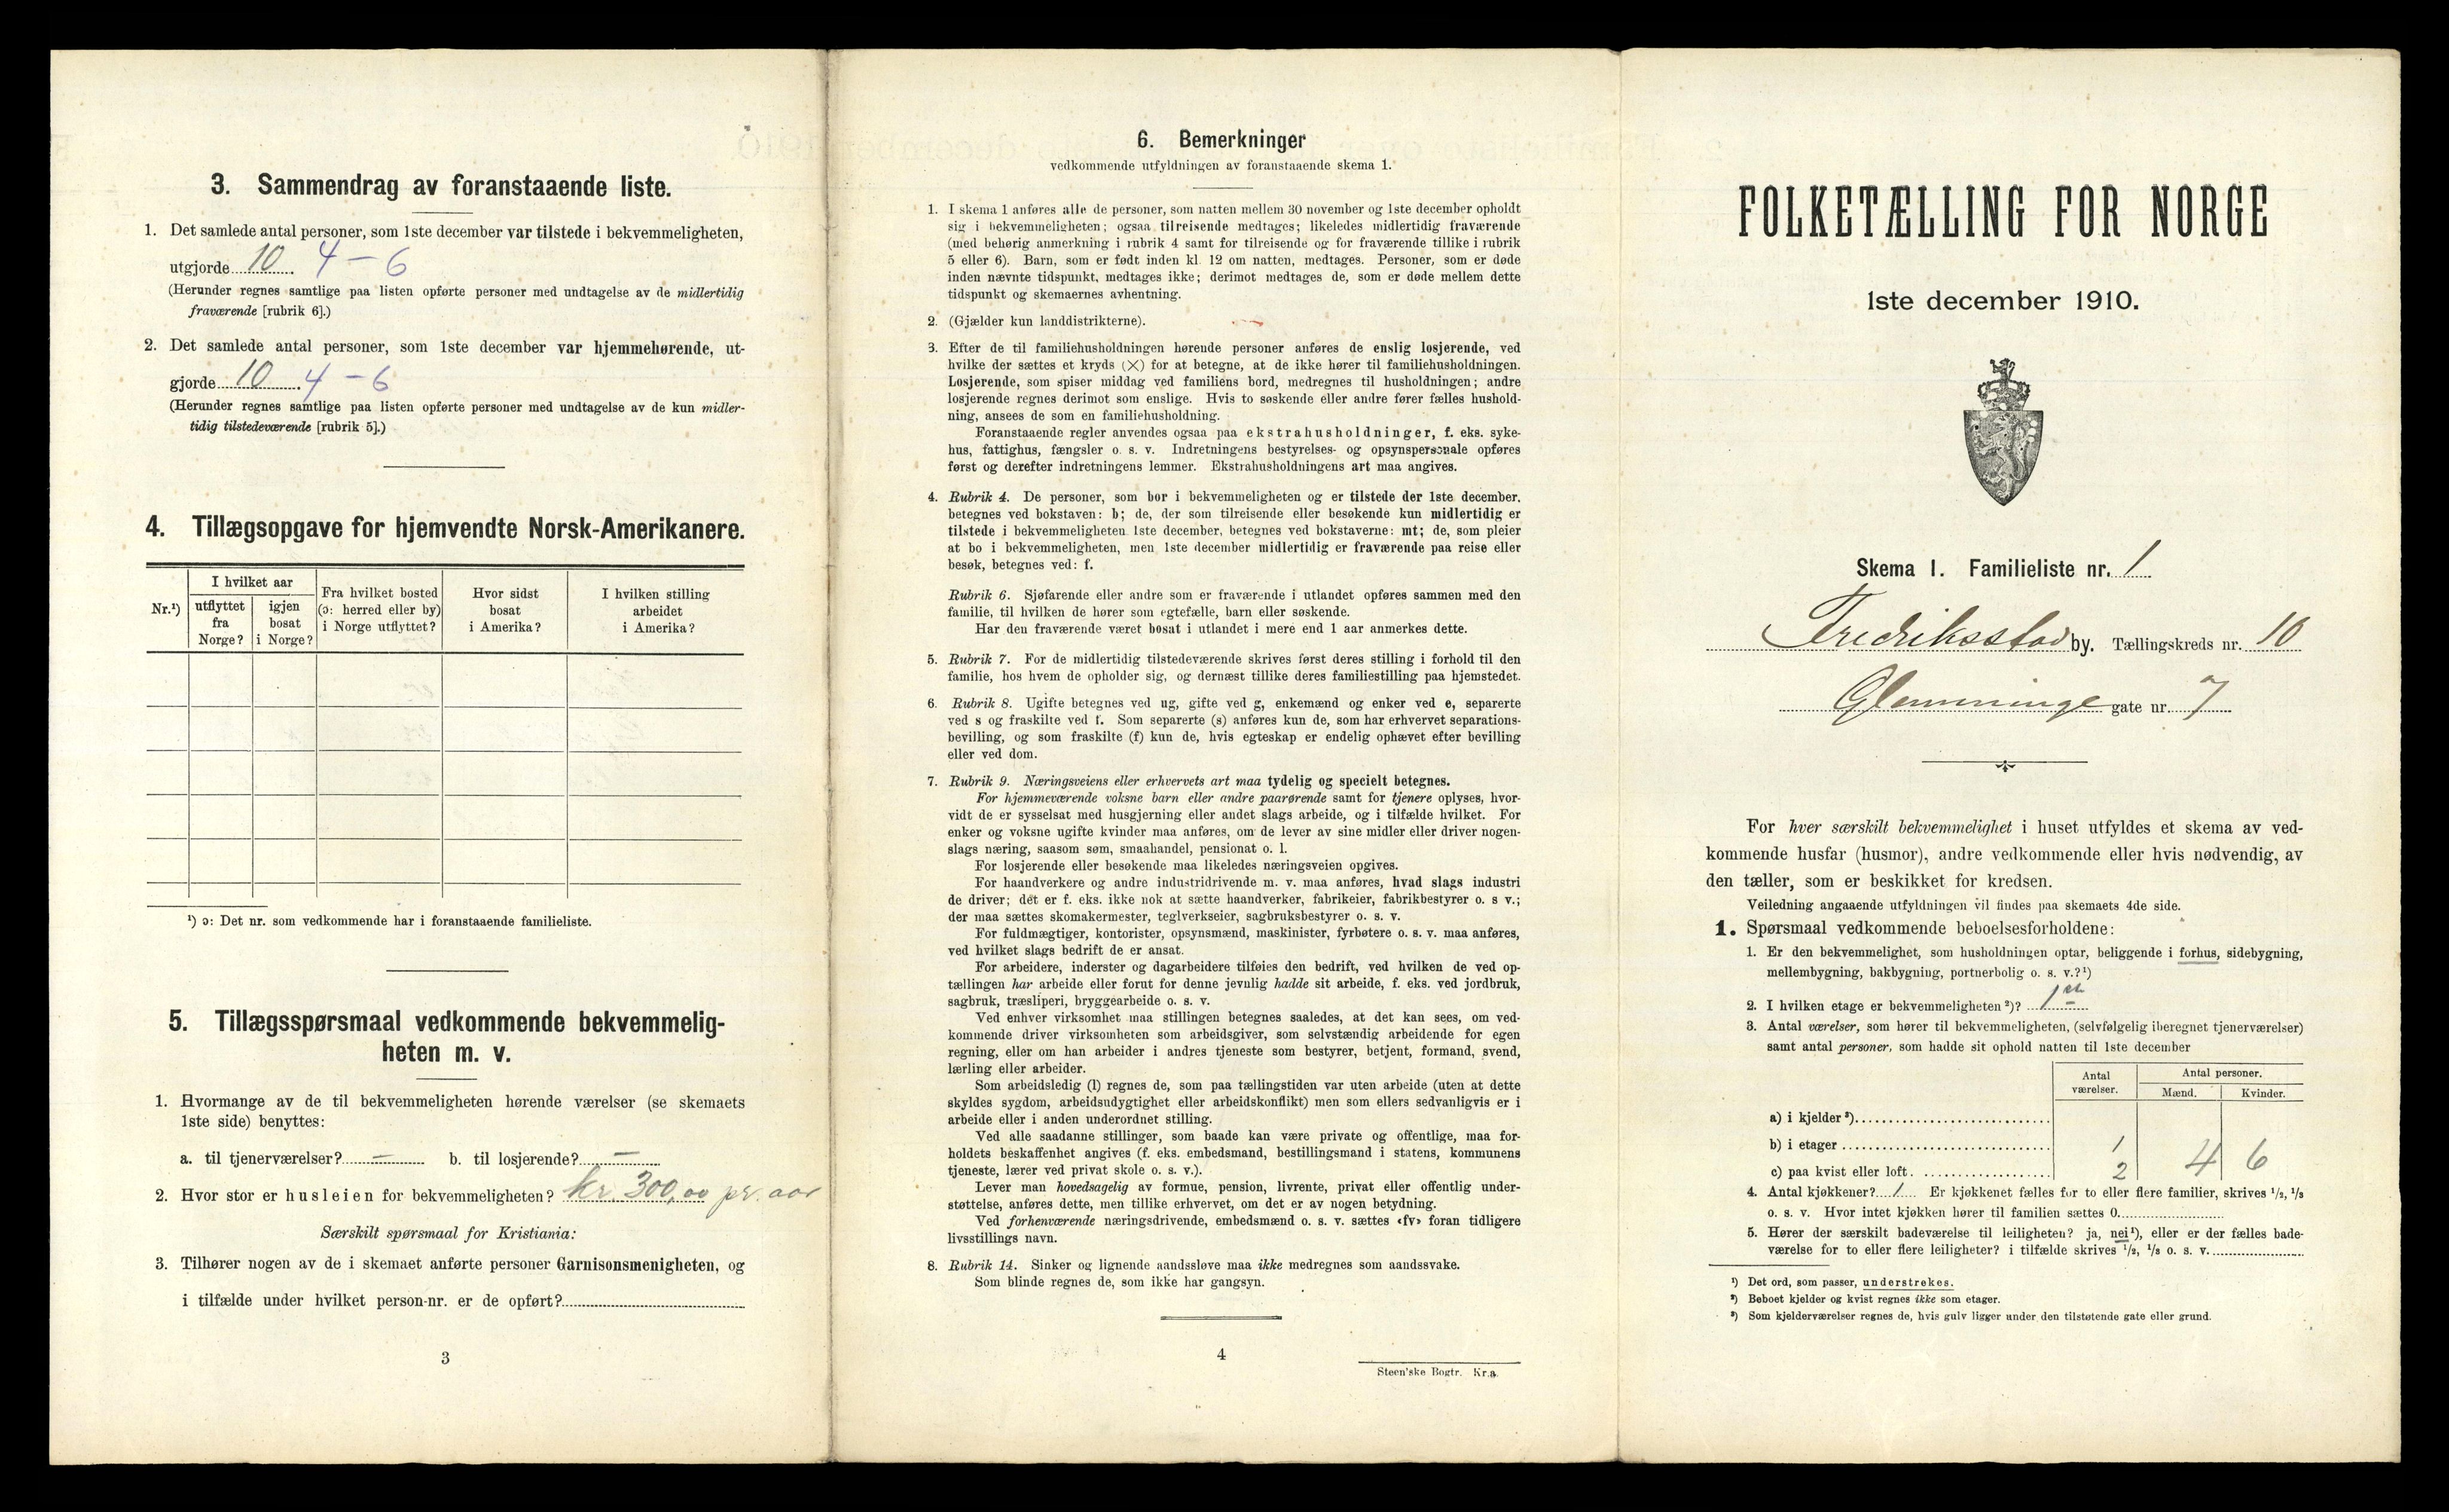 3. Sammendrag av foranstaaende liste.
1. Det samlede antal personer, som 1ste december var tilstede i bekvemmeligheten,
utgjorde 10. 4 – 6
(Herunder regnes samtlige paa listen opførte personer med undtagelse av de midlertidig
fraværende [rubrik 6].)
2. Det samlede antal personer, som 1ste december var hjemmehørende, ut-
gjorde 10. 4 – 6
(Herunder regnes samtlige paa listen opførte personer med undtagelse av de kun midler-
tidig tilstedeværende [rubrik 5].)
4. Tillægsopgave for hjemvendte Norsk-Amerikanere.
Nr.¹)
I hvilket aar
utflyttet fra Norge?
igjen bosat i Norge?
Fra hvilket bosted (ɔ: herred eller by) i Norge utflyttet?
Hvor sidst bosat i Amerika?
I hvilken stilling arbeidet i Amerika?
¹) ɔ: Det nr. som vedkommende har i foranstaaende familieliste.
5. Tillægsspørsmaal vedkommende bekvemmelig-
heten m. v.
1. Hvormange av de til bekvemmeligheten hørende værelser (se skemaets
1ste side) benyttes:
a. til tjenerværelser? – b. til losjerende? –
2. Hvor stor er husleien for bekvemmeligheten? kr. 300,00 pr. aar
Særskilt spørsmaal for Kristiania:
3. Tilhører nogen av de i skemaet anførte personer Garnisonsmenigheten, og
i tilfælde under hvilket person-nr. er de opført?
3
6. Bemerkninger
vedkommende utfyldningen av foranstaaende skema 1.
1. I skema 1 anføres alle de personer, som natten mellem 30 november og 1ste december opholdt
sig i bekvemmeligheten; ogsaa tilreisende medtages; likeledes midlertidig fraværende
(med behørig anmerkning i rubrik 4 samt for tilreisende og for fraværende tillike i rubrik
5 eller 6). Barn, som er født inden kl. 12 om natten, medtages. Personer, som er døde
inden nævnte tidspunkt, medtages ikke; derimot medtages de, som er døde mellem dette
tidspunkt og skemaernes avhentning.
2. (Gjælder kun landdistrikterne).
3. Efter de til familiehusholdningen hørende personer anføres de enslig losjerende, ved
hvilke der sættes et kryds (×) for at betegne, at de ikke hører til familiehusholdningen.
Losjerende, som spiser middag ved familiens bord, medregnes til husholdningen; andre
losjerende regnes derimot som enslige. Hvis to søskende eller andre fører fælles hushold-
ning, ansees de som en familiehusholdning.
Foranstaaende regler anvendes ogsaa paa ekstrahusholdninger, f. eks. syke-
hus, fattighus, fængsler o. s. v. Indretningens bestyrelses- og opsynspersonale opføres
først og derefter indretningens lemmer. Ekstrahusholdningens art maa angives.
4. Rubrik 4. De personer, som bor i bekvemmeligheten og er tilstede der 1ste december,
betegnes ved bokstaven: b; de, der som tilreisende eller besøkende kun midlertidig er
tilstede i bekvemmeligheten 1ste december, betegnes ved bokstaverne: mt; de, som pleier
at bo i bekvemmeligheten, men 1ste december midlertidig er fraværende paa reise eller
besøk, betegnes ved: f.
Rubrik 6. Sjøfarende eller andre som er fraværende i utlandet opføres sammen med den
familie, til hvilken de hører som egtefælle, barn eller søskende.
Har den fraværende været bosat i utlandet i mere end 1 aar anmerkes dette.
5. Rubrik 7. For de midlertidig tilstedeværende skrives først deres stilling i forhold til den
familie, hos hvem de opholder sig, og dernæst tillike deres familiestilling paa hjemstedet.
6. Rubrik 8. Ugifte betegnes ved ug, gifte ved g, enkemænd og enker ved e, separerte
ved s og fraskilte ved f. Som separerte (s) anføres kun de, som har erhvervet separations-
bevilling, og som fraskilte (f) kun de, hvis egteskap er endelig ophævet efter bevilling
eller ved dom.
7. Rubrik 9. Næringsveiens eller erhvervets art maa tydelig og specielt betegnes.
For hjemmeværende voksne barn eller andre paarørende samt for tjenere oplyses, hvor-
vidt de er sysselsat med husgjerning eller andet slags arbeide, og i tilfælde hvilket. For
enker og voksne ugifte kvinder maa anføres, om de lever av sine midler eller driver nogen-
slags næring, saasom søm, smaahandel, pensionat o. l.
For losjerende eller besøkende maa likeledes næringsveien opgives.
For haandverkere og andre industridrivende m. v. maa anføres, hvad slags industri
de driver; det er f. eks. ikke nok at sætte haandverker, fabrikeier, fabrikbestyrer o. s v.;
der maa sættes skomakermester, teglverkseier, sagbruksbestyrer o. s. v.
For fuldmægtiger, kontorister, opsynsmænd, maskinister, fyrbøtere o. s. v. maa anføres,
ved hvilket slags bedrift de er ansat.
For arbeidere, inderster og dagarbeidere tilføies den bedrift, ved hvilken de ved op-
tællingen har arbeide eller forut for denne jevnlig hadde sit arbeide, f. eks. ved jordbruk,
sagbruk, træsliperi, bryggearbeide o. s. v.
Ved enhver virksomhet maa stillingen betegnes saaledes, at det kan sees, om ved-
kommende driver virksomheten som arbeidsgiver, som selvstændig arbeidende for egen
regning, eller om han arbeider i andres tjeneste som bestyrer, betjent, formand, svend,
lærling eller arbeider.
Som arbeidsledig (l) regnes de, som paa tællingstiden var uten arbeide (uten at dette
skyldes sygdom, arbeidsudygtighet eller arbeidskonflikt) men som ellers sedvanligvis er i
arbeide eller i anden underordnet stilling.
Ved alle saadanne stillinger, som baade kan være private og offentlige, maa for-
holdets beskaffenhet angives (f. eks. embedsmand, bestillingsmand i statens, kommunens
tjeneste, lærer ved privat skole o. s. v.).
Lever man hovedsagelig av formue, pension, livrente, privat eller offentlig under-
støttelse, anføres dette, men tillike erhvervet, om det er av nogen betydning.
Ved forhenværende næringsdrivende, embedsmænd o. s. v. sættes «fv» foran tidligere
livsstillings navn.
8. Rubrik 14. Sinker og lignende aandssløve maa ikke medregnes som aandssvake.
Som blinde regnes de, som ikke har gangsyn.
4
Steen'ske Bogtr. Kr.a.
FOLKETÆLLING FOR NORGE
1ste december 1910.
Skema 1. Familieliste nr. 1
Fredriksstad by. Tællingskreds nr. 10
Glemminge gate nr. 7
For hver særskilt bekvemmelighet i huset utfyldes et skema av ved-
kommende husfar (husmor), andre vedkommende eller hvis nødvendig, av
den tæller, som er beskikket for kredsen.
Veiledning angaaende utfyldningen vil findes paa skemaets 4de side.
1. Spørsmaal vedkommende beboelsesforholdene:
1. Er den bekvemmelighet, som husholdningen optar, beliggende i forhus, sidebygning,
mellembygning, bakbygning, portnerbolig o. s. v.?¹)
2. I hvilken etage er bekvemmeligheten²)? 1st
3. Antal værelser, som hører til bekvemmeligheten, (selvfølgelig iberegnet tjenerværelser)
samt antal personer, som hadde sit ophold natten til 1ste december
Antal værelser.
Antal personer.
Mænd. Kvinder.
a) i kjelder³)
b) i etager 1
c) paa kvist eller loft 2 4 6
4. Antal kjøkkener? 1 Er kjøkkenet fælles for to eller flere familier, skrives ¹/₂, ¹/₃
o. s. v. Hvor intet kjøkken hører til familien sættes 0.
5. Hører der særskilt badeværelse til leiligheten? ja, nei¹), eller er der fælles bade-
værelse for to eller flere leiligheter? i tilfælde skrives ¹/₂, ¹/₃ o. s. v.
¹) Det ord, som passer, understrekes.
²) Beboet kjelder og kvist regnes ikke som etager.
³) Som kjelderværelser regnes de, hvis gulv ligger under den tilstøtende gate eller grund.